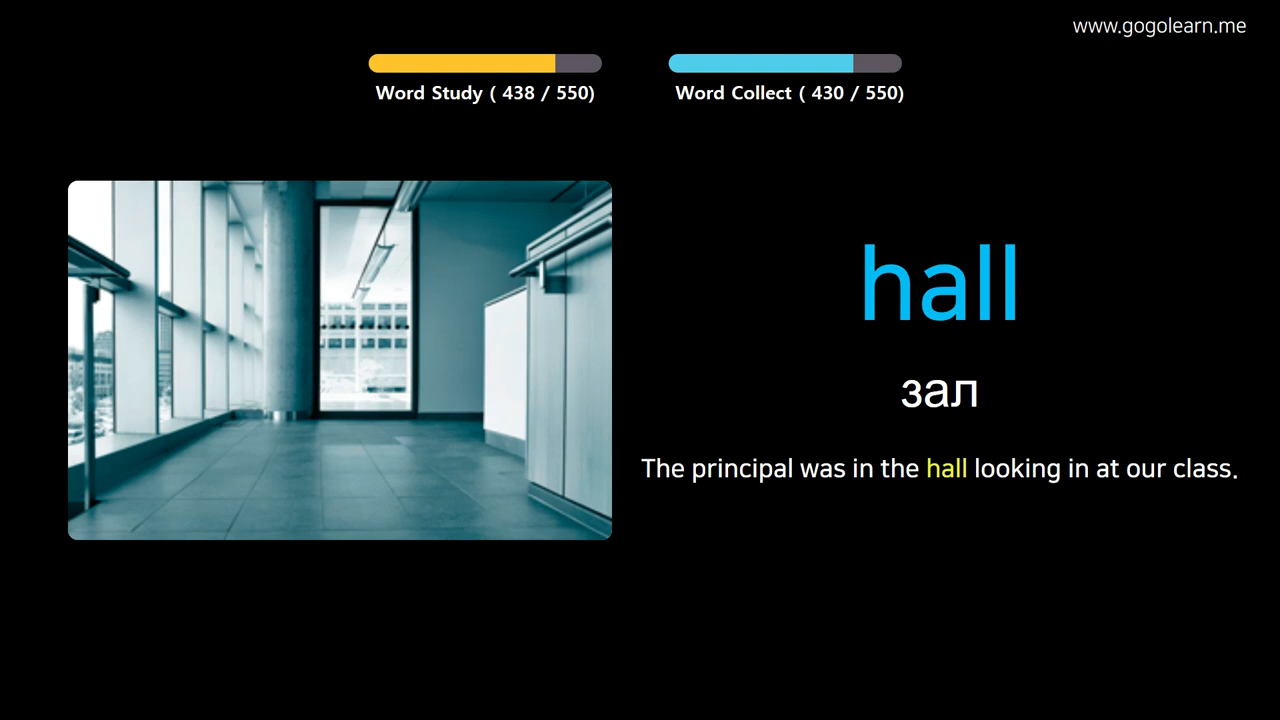 www.gogolearn.me
Word Study ( 438 / 550)
Word Collect ( 430 / 550)
hall
зал
The principal was in the hall looking in at our class.